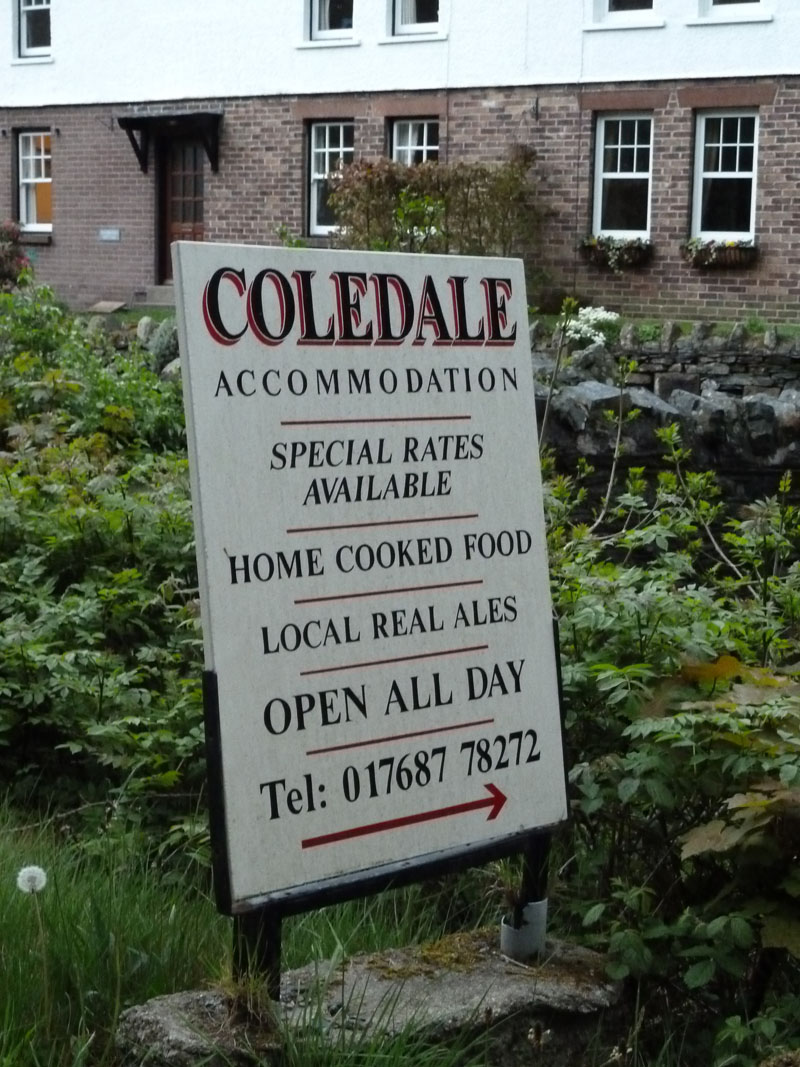 COLEDALE
ACCOMMODATION
SPECIAL RATES
AVAILABLE
HOME COOKED FOOD
LOCAL REAL ALES
OPEN ALL DAY
Tel: 017687 78272